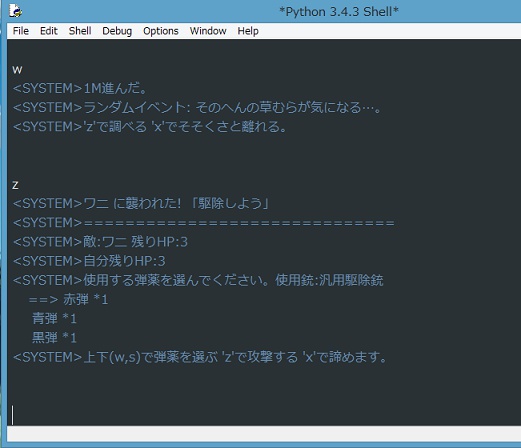 *Python 3.4.3 Shell*
File Edit Shell Debug Options Window Help
w
<SYSTEM>1M進んだ。
<SYSTEM>ランダムイベント: そのへんの草むらが気になる…。
<SYSTEM>'z'で調べる 'x'でそそくさと離れる。
z
<SYSTEM>ワニ に襲われた! 「駆除しよう」
<SYSTEM>==============================
<SYSTEM>敵:ワニ 残りHP:3
<SYSTEM>自分残りHP:3
<SYSTEM>使用する弾薬を選んでください。使用銃:汎用駆除銃
==> 赤弾 *1
青弾 *1
黒弾 *1
<SYSTEM>上下(w,s)で弾薬を選ぶ 'z'で攻撃する 'x'で諦めます。